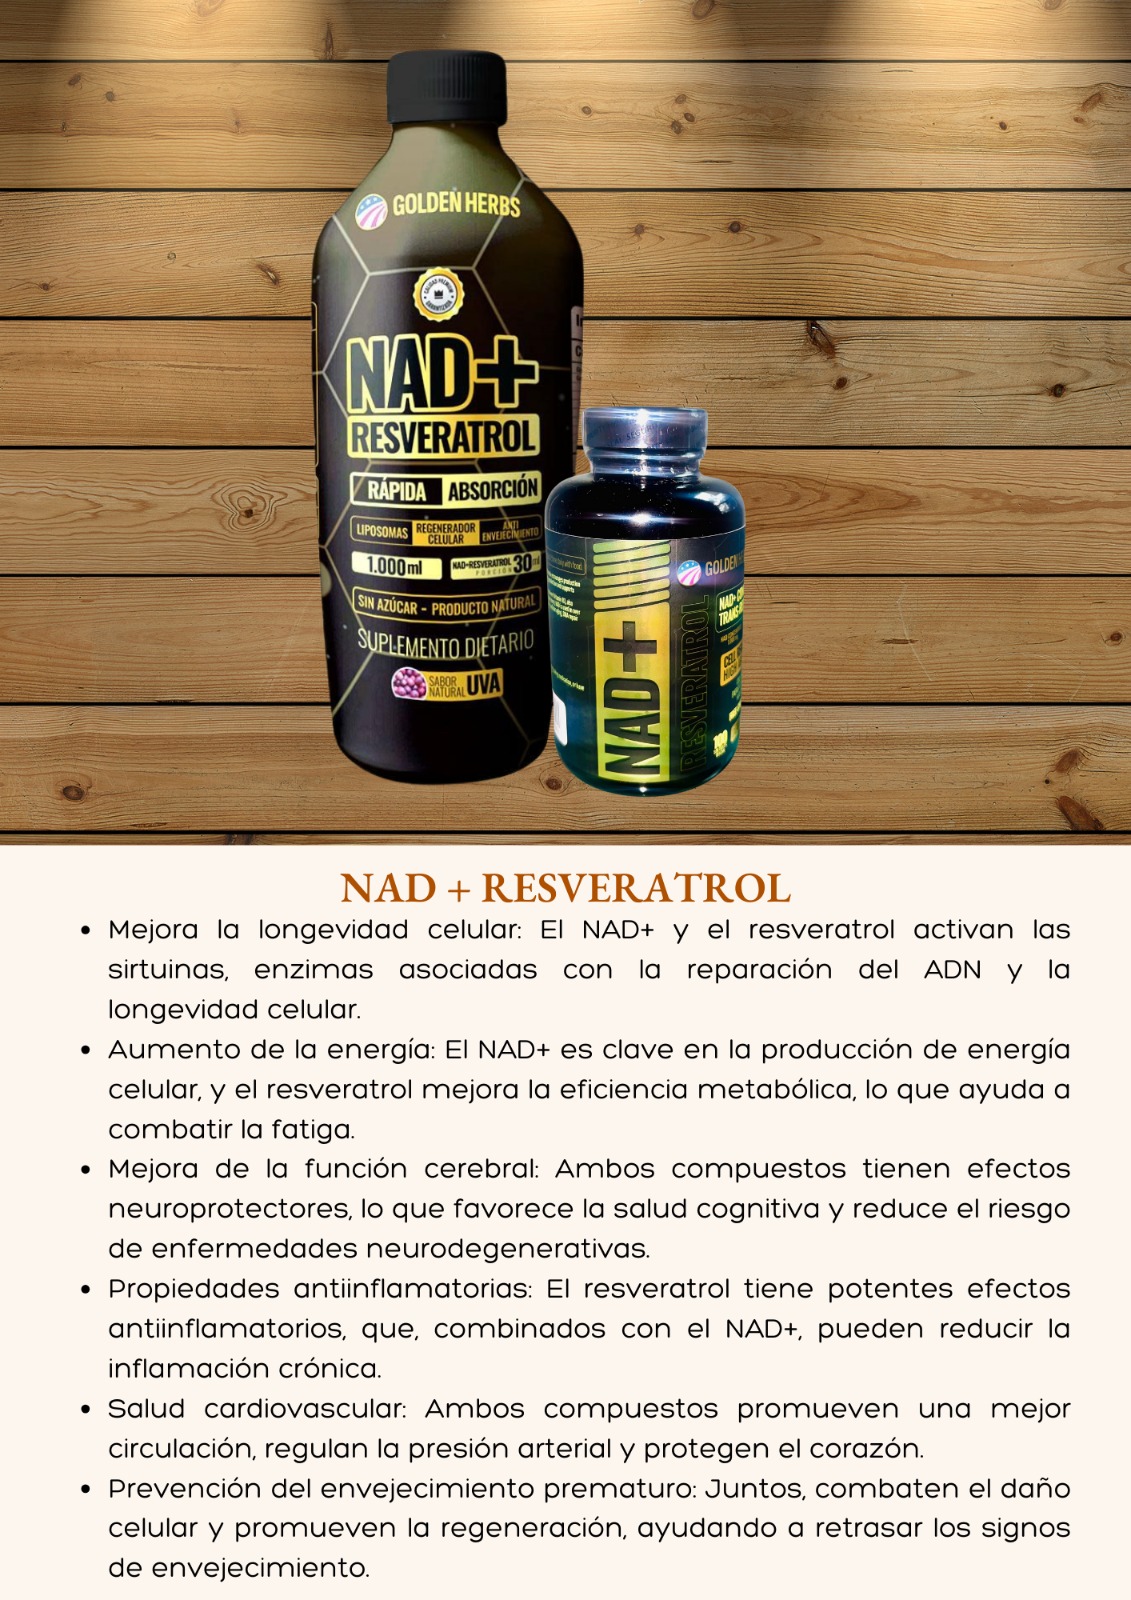 GOLDEN HERBS
CALIDAD PREMIUM
GARANTIZADA
NAD+
RESVERATROL
RÁPIDA ABSORCIÓN
LIPOSOMAS REGENERADOR CELULAR ANTI ENVEJECIMIENTO
1.000ml NAD+RESVERATROL PORCIÓN 30ml
SIN AZÚCAR - PRODUCTO NATURAL
SUPLEMENTO DIETARIO
SABOR NATURAL UVA
GOLDEN
NAD+
RESVERATROL
100
NAD + RESVERATROL
• Mejora la longevidad celular: El NAD+ y el resveratrol activan las
sirtuinas, enzimas asociadas con la reparación del ADN y la
longevidad celular.
• Aumento de la energía: El NAD+ es clave en la producción de energía
celular, y el resveratrol mejora la eficiencia metabólica, lo que ayuda a
combatir la fatiga.
• Mejora de la función cerebral: Ambos compuestos tienen efectos
neuroprotectores, lo que favorece la salud cognitiva y reduce el riesgo
de enfermedades neurodegenerativas.
• Propiedades antiinflamatorias: El resveratrol tiene potentes efectos
antiinflamatorios, que, combinados con el NAD+, pueden reducir la
inflamación crónica.
• Salud cardiovascular: Ambos compuestos promueven una mejor
circulación, regulan la presión arterial y protegen el corazón.
• Prevención del envejecimiento prematuro: Juntos, combaten el daño
celular y promueven la regeneración, ayudando a retrasar los signos
de envejecimiento.